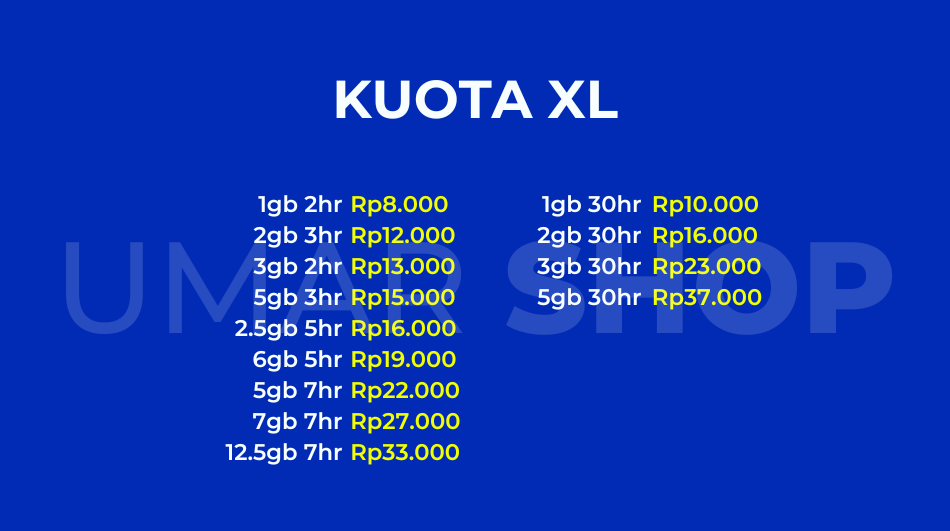 KUOTA XL
1gb 2hr Rp8.000
2gb 3hr Rp12.000
3gb 2hr Rp13.000
5gb 3hr Rp15.000
2.5gb 5hr Rp16.000
6gb 5hr Rp19.000
5gb 7hr Rp22.000
7gb 7hr Rp27.000
12.5gb 7hr Rp33.000
1gb 30hr Rp10.000
2gb 30hr Rp16.000
3gb 30hr Rp23.000
5gb 30hr Rp37.000
UMAR SHOP